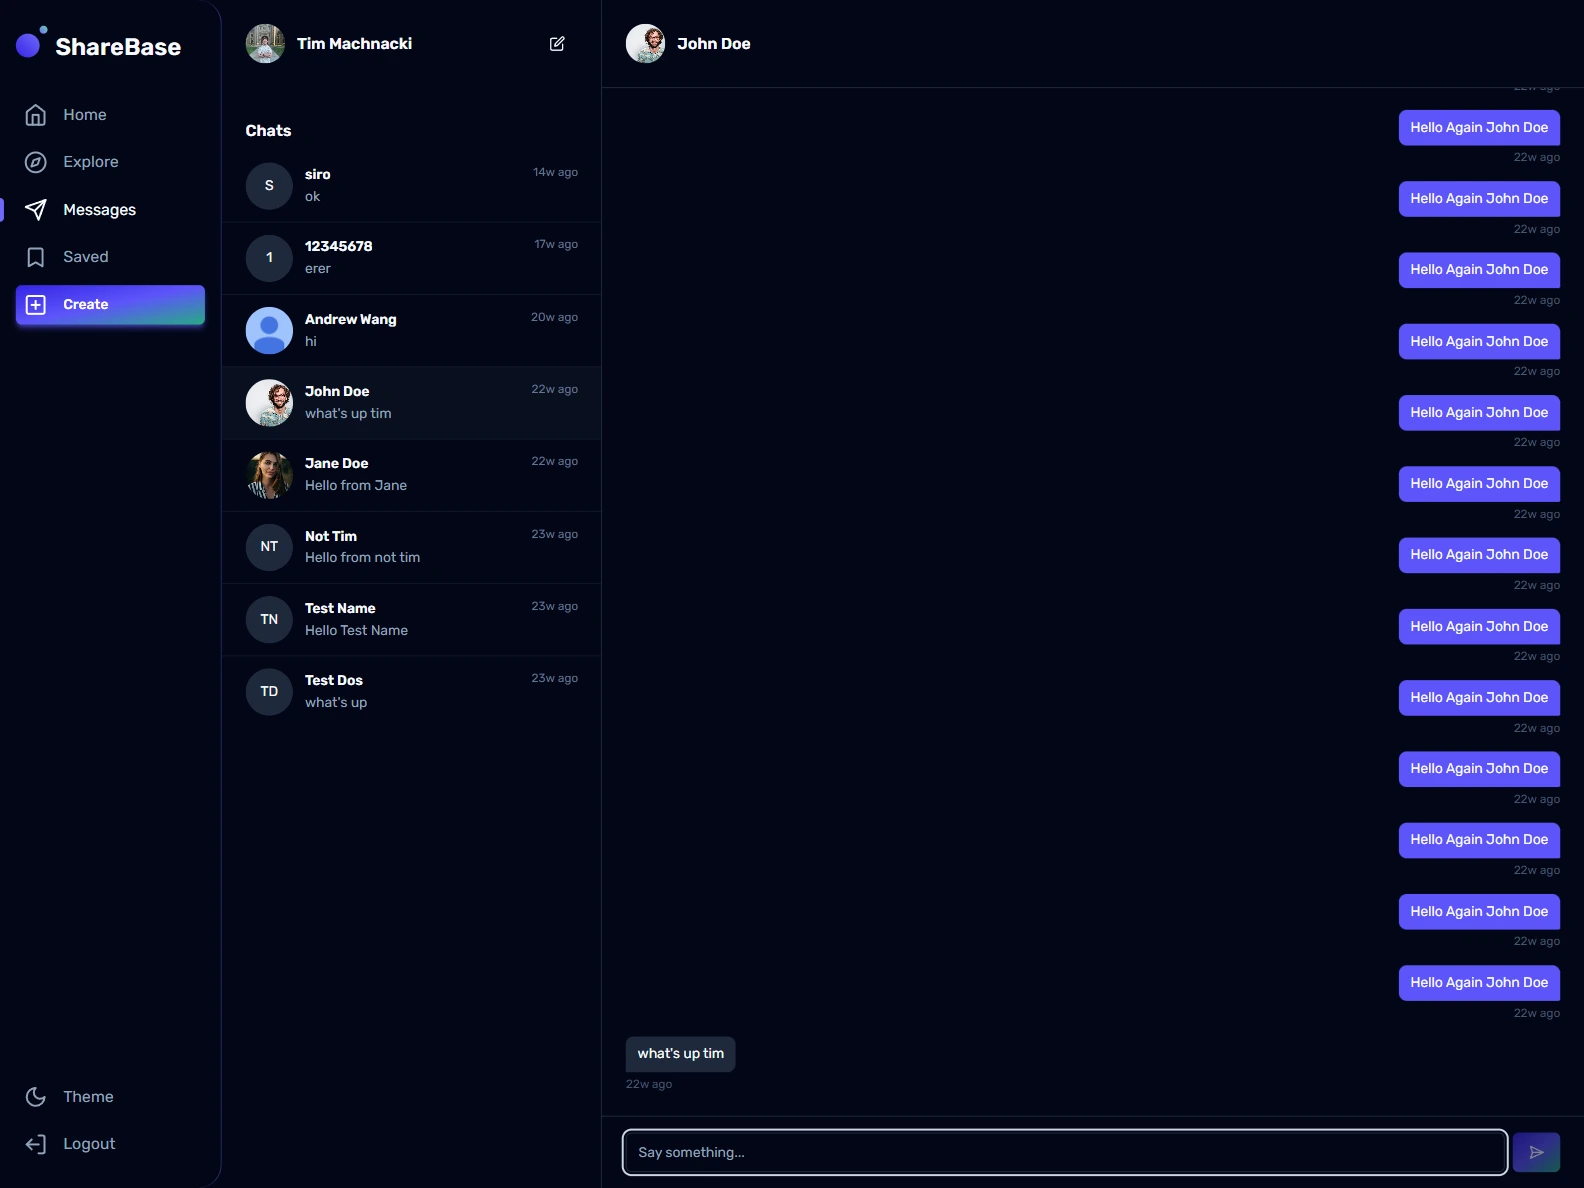 ShareBase
Home
Explore
Messages
Saved
Create
Theme
Logout
Tim Machnacki
Chats
S
siro
14w ago
ok
1
12345678
17w ago
erer
Andrew Wang
20w ago
hi
John Doe
22w ago
what's up tim
Jane Doe
22w ago
Hello from Jane
NT
Not Tim
23w ago
Hello from not tim
TN
Test Name
23w ago
Hello Test Name
TD
Test Dos
23w ago
what's up
John Doe
22w ago
Hello Again John Doe
22w ago
Hello Again John Doe
22w ago
Hello Again John Doe
22w ago
Hello Again John Doe
22w ago
Hello Again John Doe
22w ago
Hello Again John Doe
22w ago
Hello Again John Doe
22w ago
Hello Again John Doe
22w ago
Hello Again John Doe
22w ago
Hello Again John Doe
22w ago
Hello Again John Doe
22w ago
Hello Again John Doe
22w ago
Hello Again John Doe
22w ago
what's up tim
22w ago
Say something...